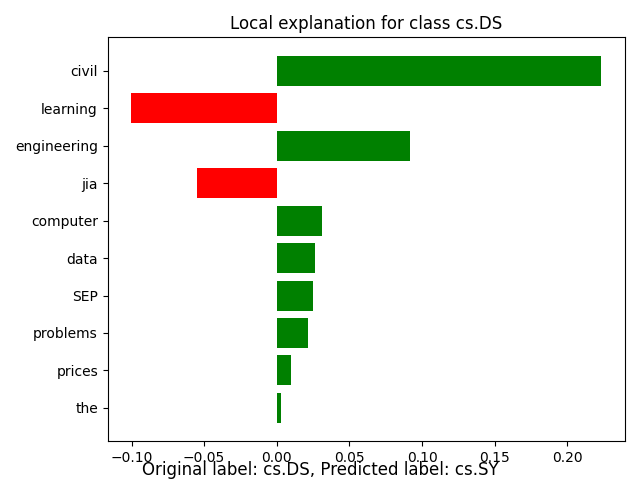 Local explanation for class cs.DS
civil
learning
engineering
jia
computer
data
SEP
problems
prices
the
−0.10 −0.05 0.00 0.05 0.10 0.15 0.20
Original label: cs.DS, Predicted label: cs.SY